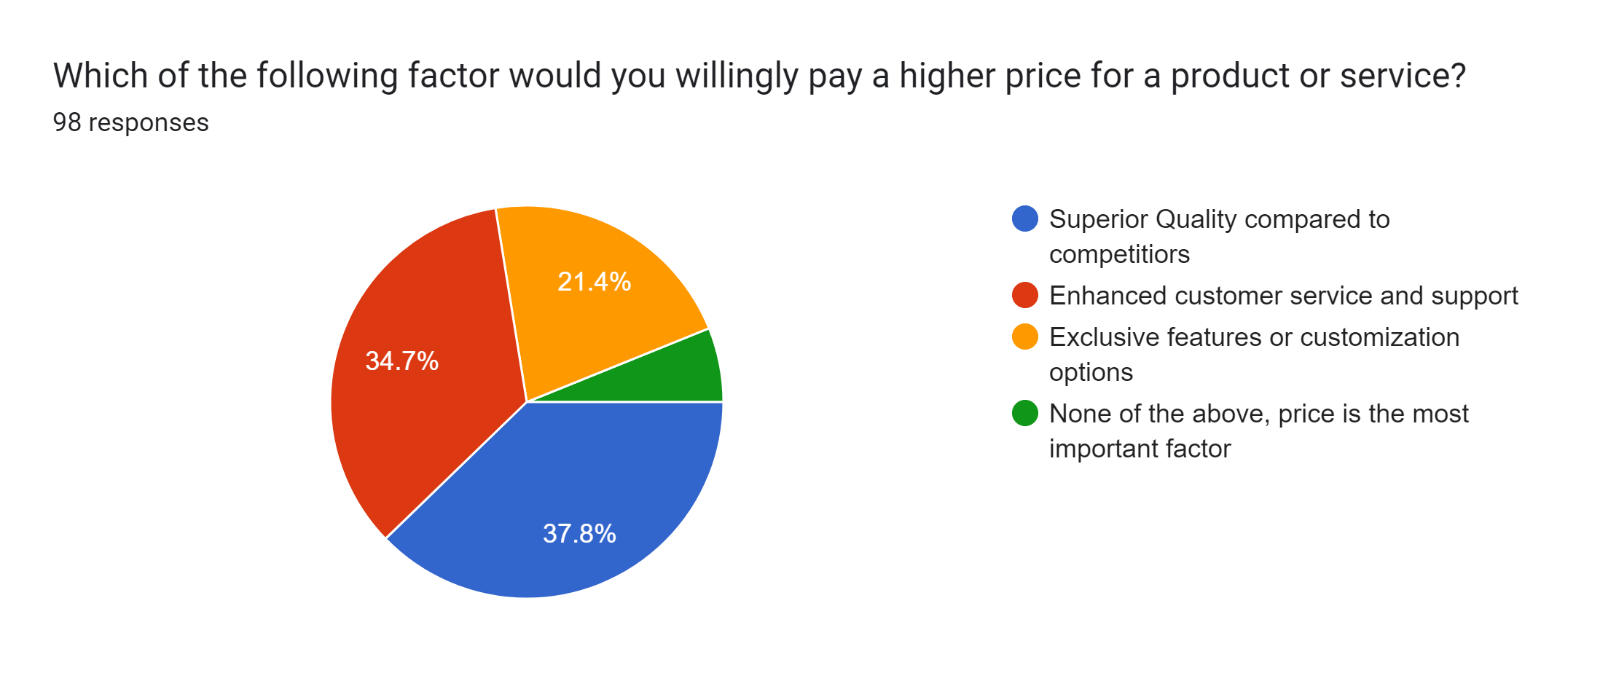 Which of the following factor would you willingly pay a higher price for a product or service?
98 responses
21.4%
34.7%
37.8%
Superior Quality compared to
competitiors
Enhanced customer service and support
Exclusive features or customization
options
None of the above, price is the most
important factor